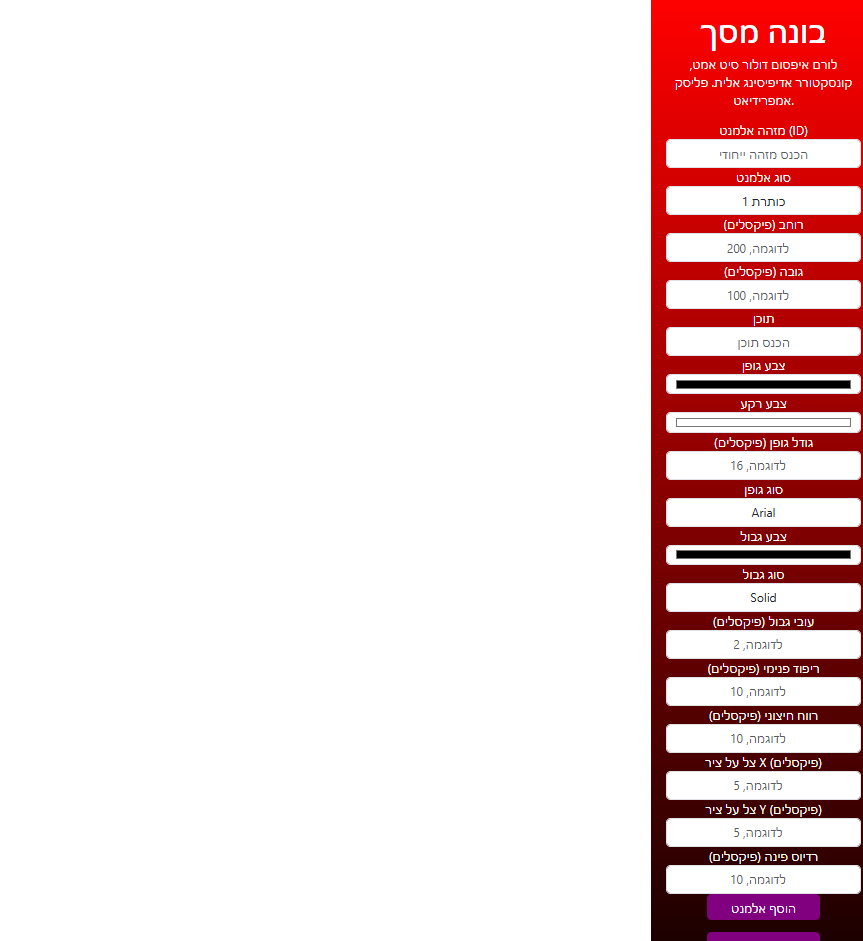 בונה מסך
לורם איפסום דולור סיט אמט,
קונסקטורר אדיפיסינג אלית. פליסק
אמפרידיאט.
מזהה אלמנט (ID)
הכנס מזהה ייחודי
סוג אלמנט
כותרת 1
רוחב (פיקסלים)
לדוגמה, 200
גובה (פיקסלים)
לדוגמה, 100
תוכן
הכנס תוכן
צבע גופן
צבע רקע
גודל גופן (פיקסלים)
לדוגמה, 16
סוג גופן
Arial
צבע גבול
סוג גבול
Solid
עובי גבול (פיקסלים)
לדוגמה, 2
ריפוד פנימי (פיקסלים)
לדוגמה, 10
רווח חיצוני (פיקסלים)
לדוגמה, 10
צל על ציר X (פיקסלים)
לדוגמה, 5
צל על ציר Y (פיקסלים)
לדוגמה, 5
רדיוס פינה (פיקסלים)
לדוגמה, 10
הוסף אלמנט